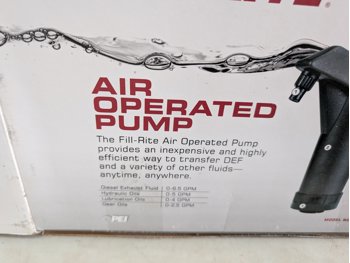 AIR
OPERATED
PUMP
The Fill-Rite Air Operated Pump
provides an inexpensive and highly
efficient way to transfer DEF
and a variety of other fluids—
anytime, anywhere.
Diesel Exhaust Fluid | 0-6.5 GPM
Hydraulic Oils | 0-5 GPM
Lubrication Oils | 0-4 GPM
Gear Oils | 0-2.5 GPM
PEI
MODEL